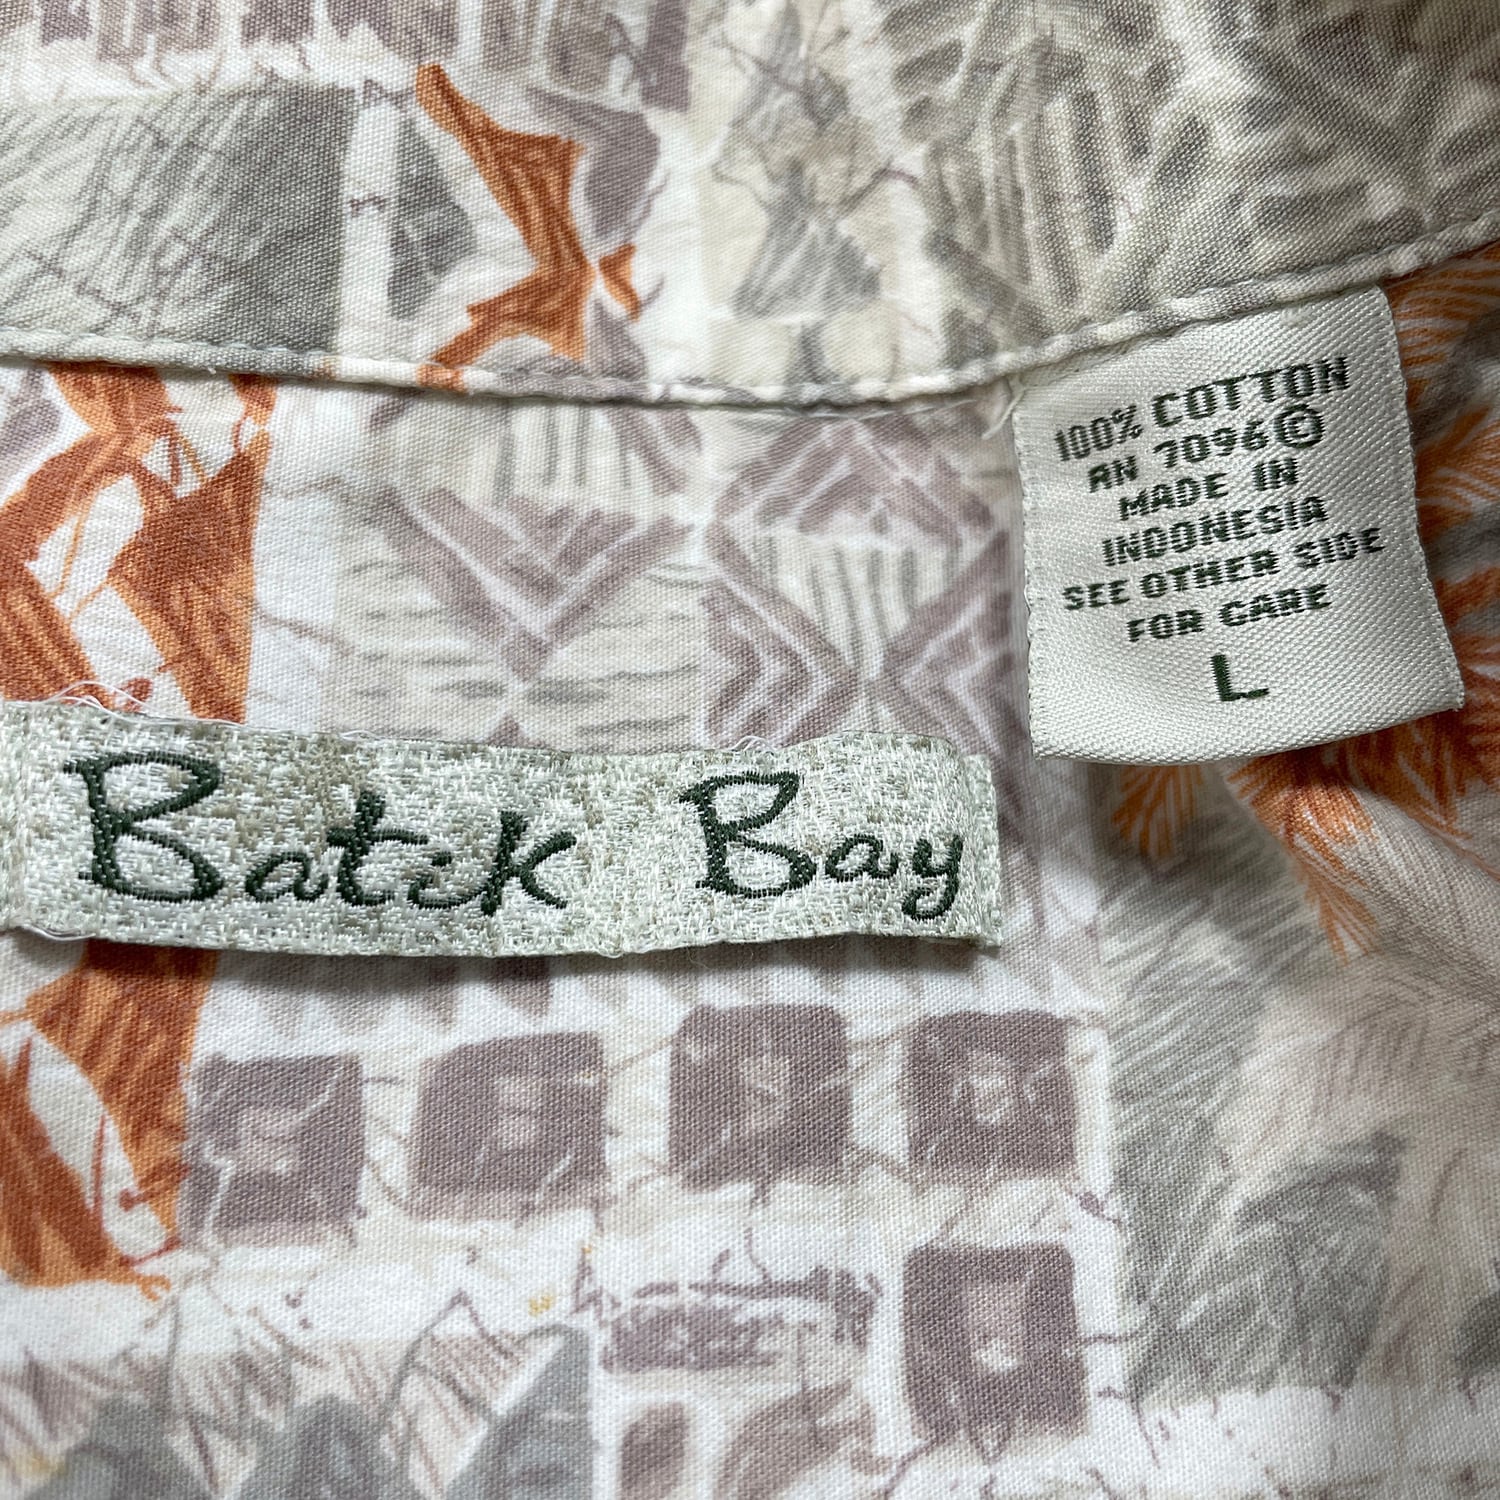 100% COTTON
RN 7096©
MADE IN
INDONESIA
SEE OTHER SIDE
FOR CARE
L
Batik Bay